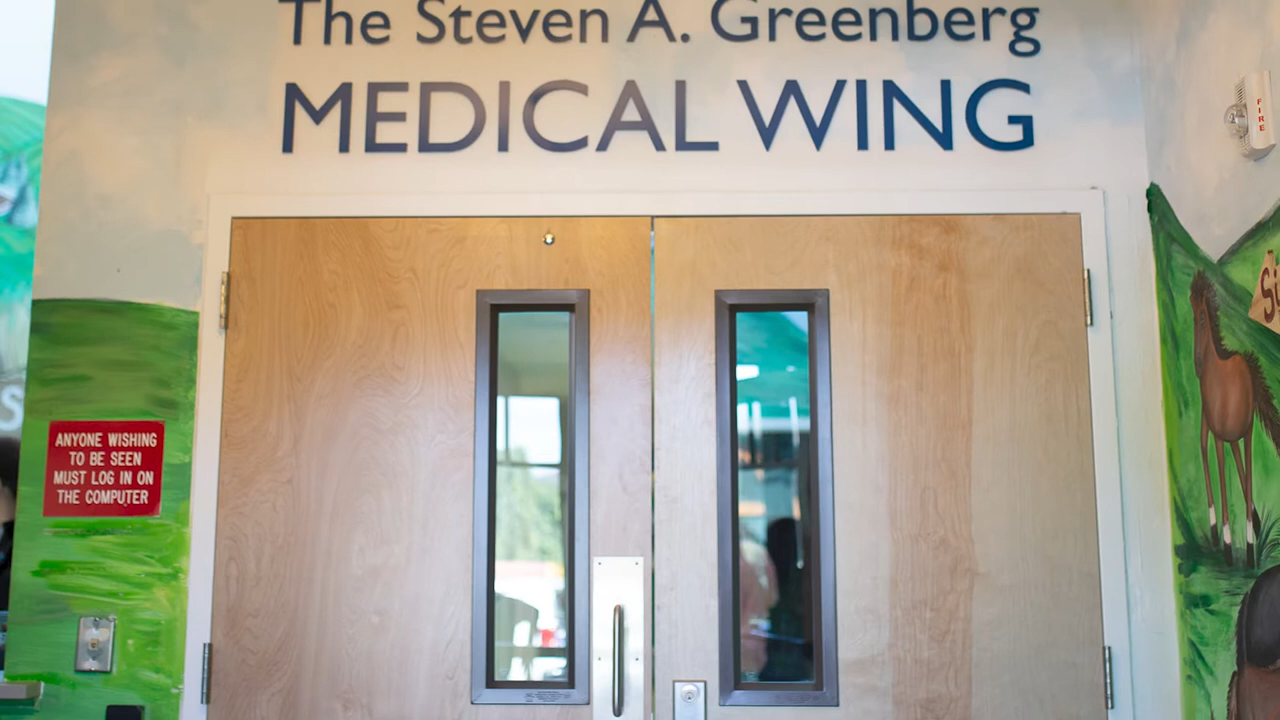 The Steven A. Greenberg
MEDICAL WING
FIRE
ANYONE WISHING
TO BE SEEN
MUST LOG IN ON
THE COMPUTER